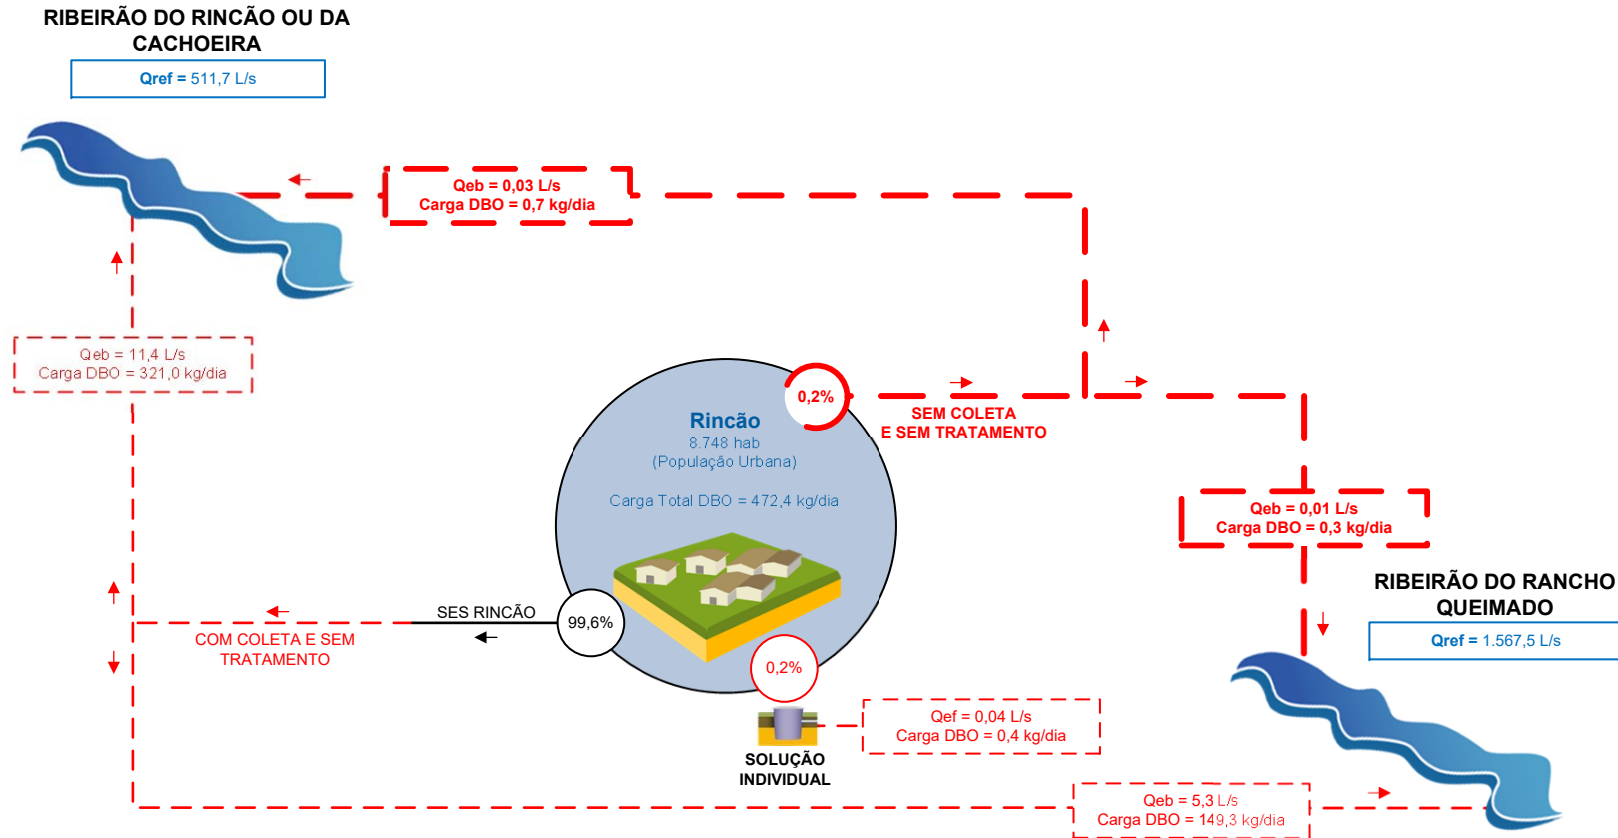 RIBEIRÃO DO RINCÃO OU DA
CACHOEIRA
Qref = 511,7 L/s
Qeb = 0,03 L/s
Carga DBO = 0,7 kg/dia
Qeb = 11,4 L/s
Carga DBO = 321,0 kg/dia
0,2%
SEM COLETA
E SEM TRATAMENTO
Rincão
8.748 hab
(População Urbana)
Carga Total DBO = 472,4 kg/dia
Qeb = 0,01 L/s
Carga DBO = 0,3 kg/dia
RIBEIRÃO DO RANCHO
QUEIMADO
Qref = 1.567,5 L/s
SES RINCÃO
99,6%
COM COLETA E SEM
TRATAMENTO
0,2%
Qef = 0,04 L/s
Carga DBO = 0,4 kg/dia
SOLUÇÃO
INDIVIDUAL
Qeb = 5,3 L/s
Carga DBO = 149,3 kg/dia